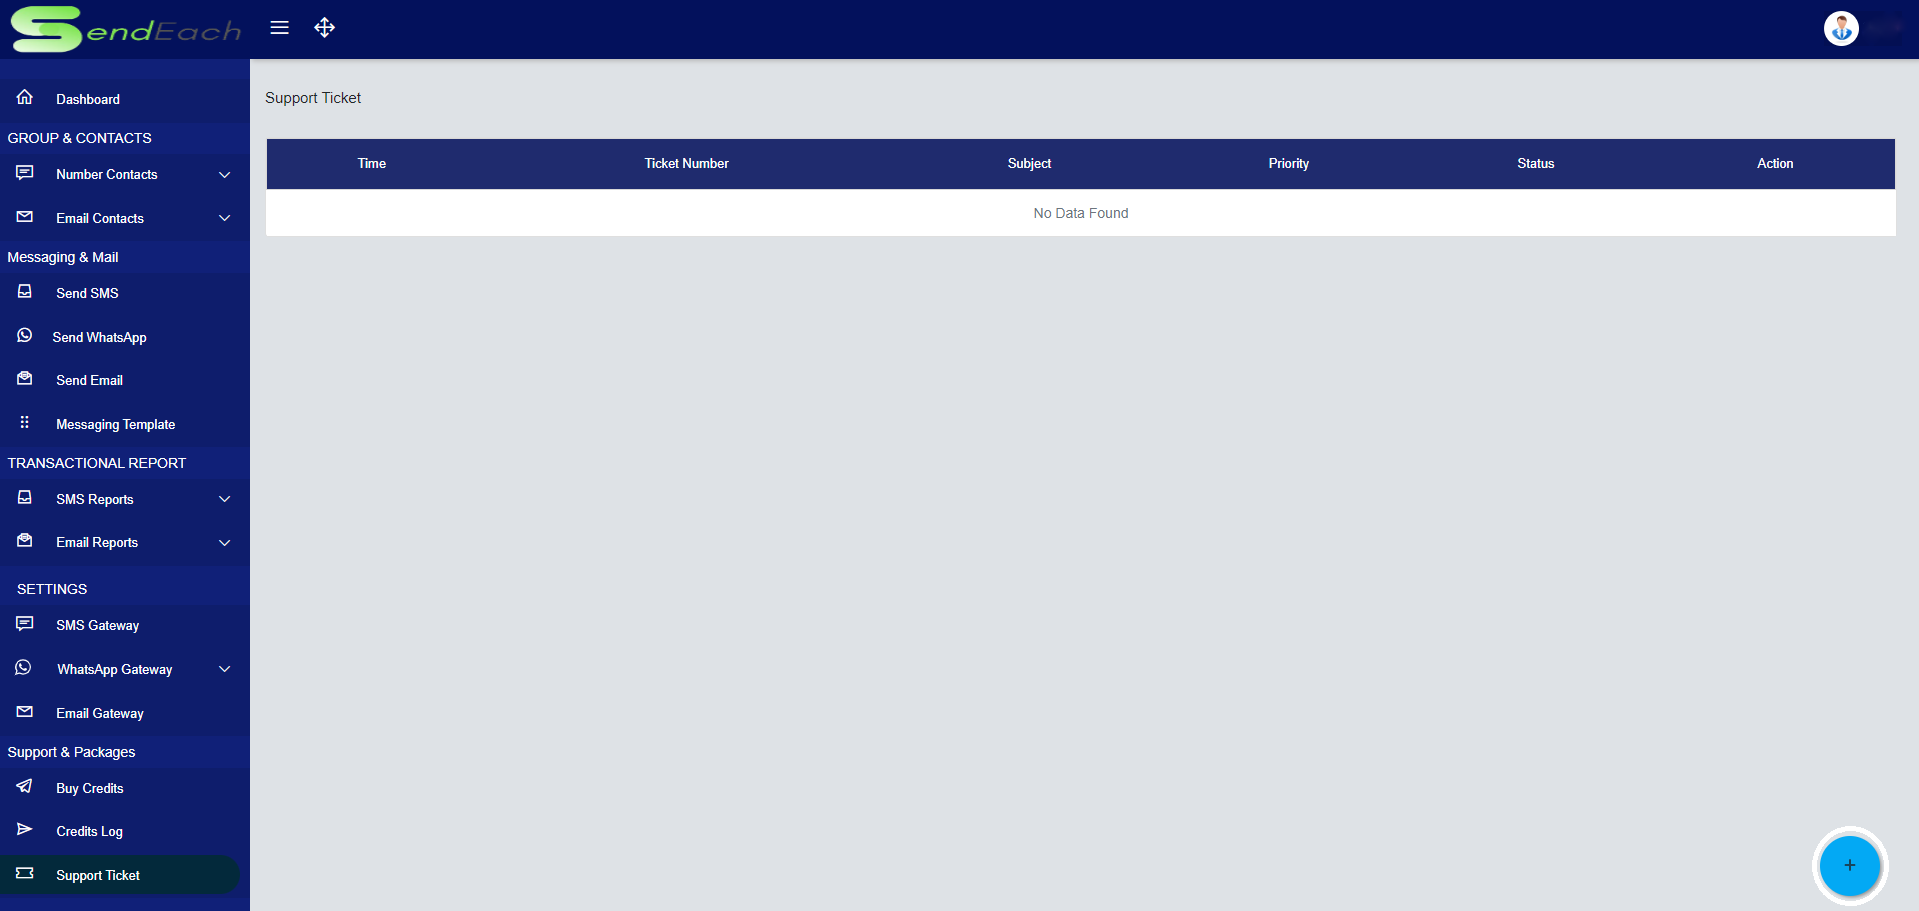 SendEach
Dashboard
GROUP & CONTACTS
Number Contacts
Email Contacts
Messaging & Mail
Send SMS
Send WhatsApp
Send Email
Messaging Template
TRANSACTIONAL REPORT
SMS Reports
Email Reports
SETTINGS
SMS Gateway
WhatsApp Gateway
Email Gateway
Support & Packages
Buy Credits
Credits Log
Support Ticket
Support Ticket
Time Ticket Number Subject Priority Status Action
No Data Found
+